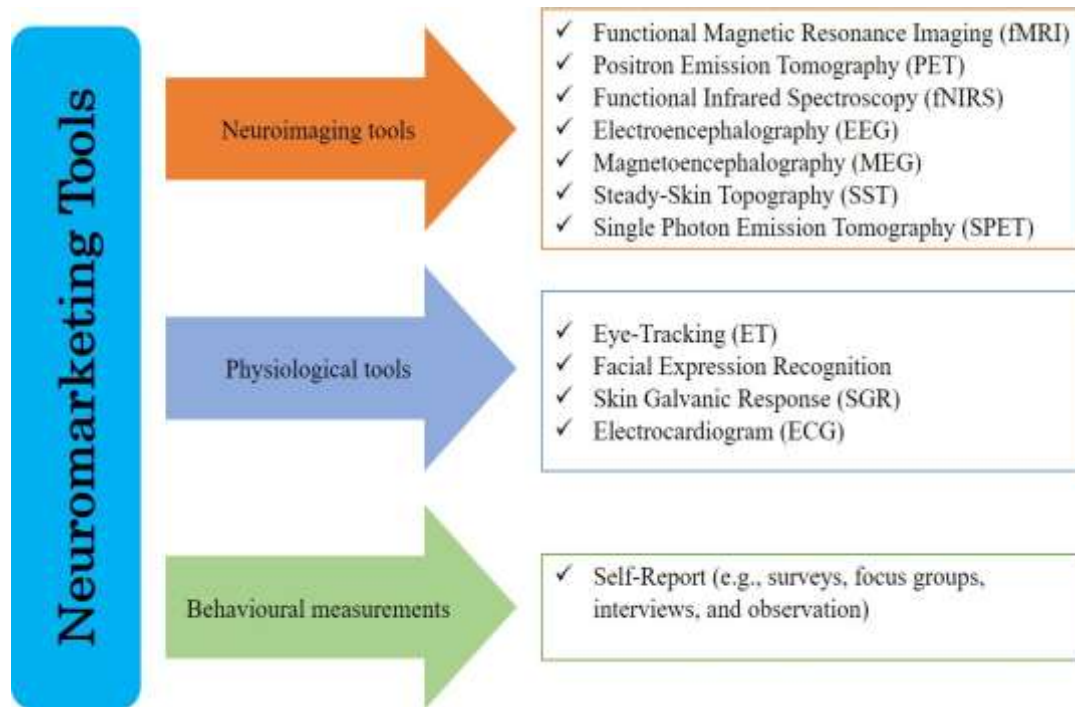 Neuromarketing Tools
Neuroimaging tools
✓ Functional Magnetic Resonance Imaging (fMRI)
✓ Positron Emission Tomography (PET)
✓ Functional Infrared Spectroscopy (fNIRS)
✓ Electroencephalography (EEG)
✓ Magnetoencephalography (MEG)
✓ Steady-Skin Topography (SST)
✓ Single Photon Emission Tomography (SPET)
Physiological tools
✓ Eye-Tracking (ET)
✓ Facial Expression Recognition
✓ Skin Galvanic Response (SGR)
✓ Electrocardiogram (ECG)
Behavioural measurements
✓ Self-Report (e.g., surveys, focus groups,
interviews, and observation)